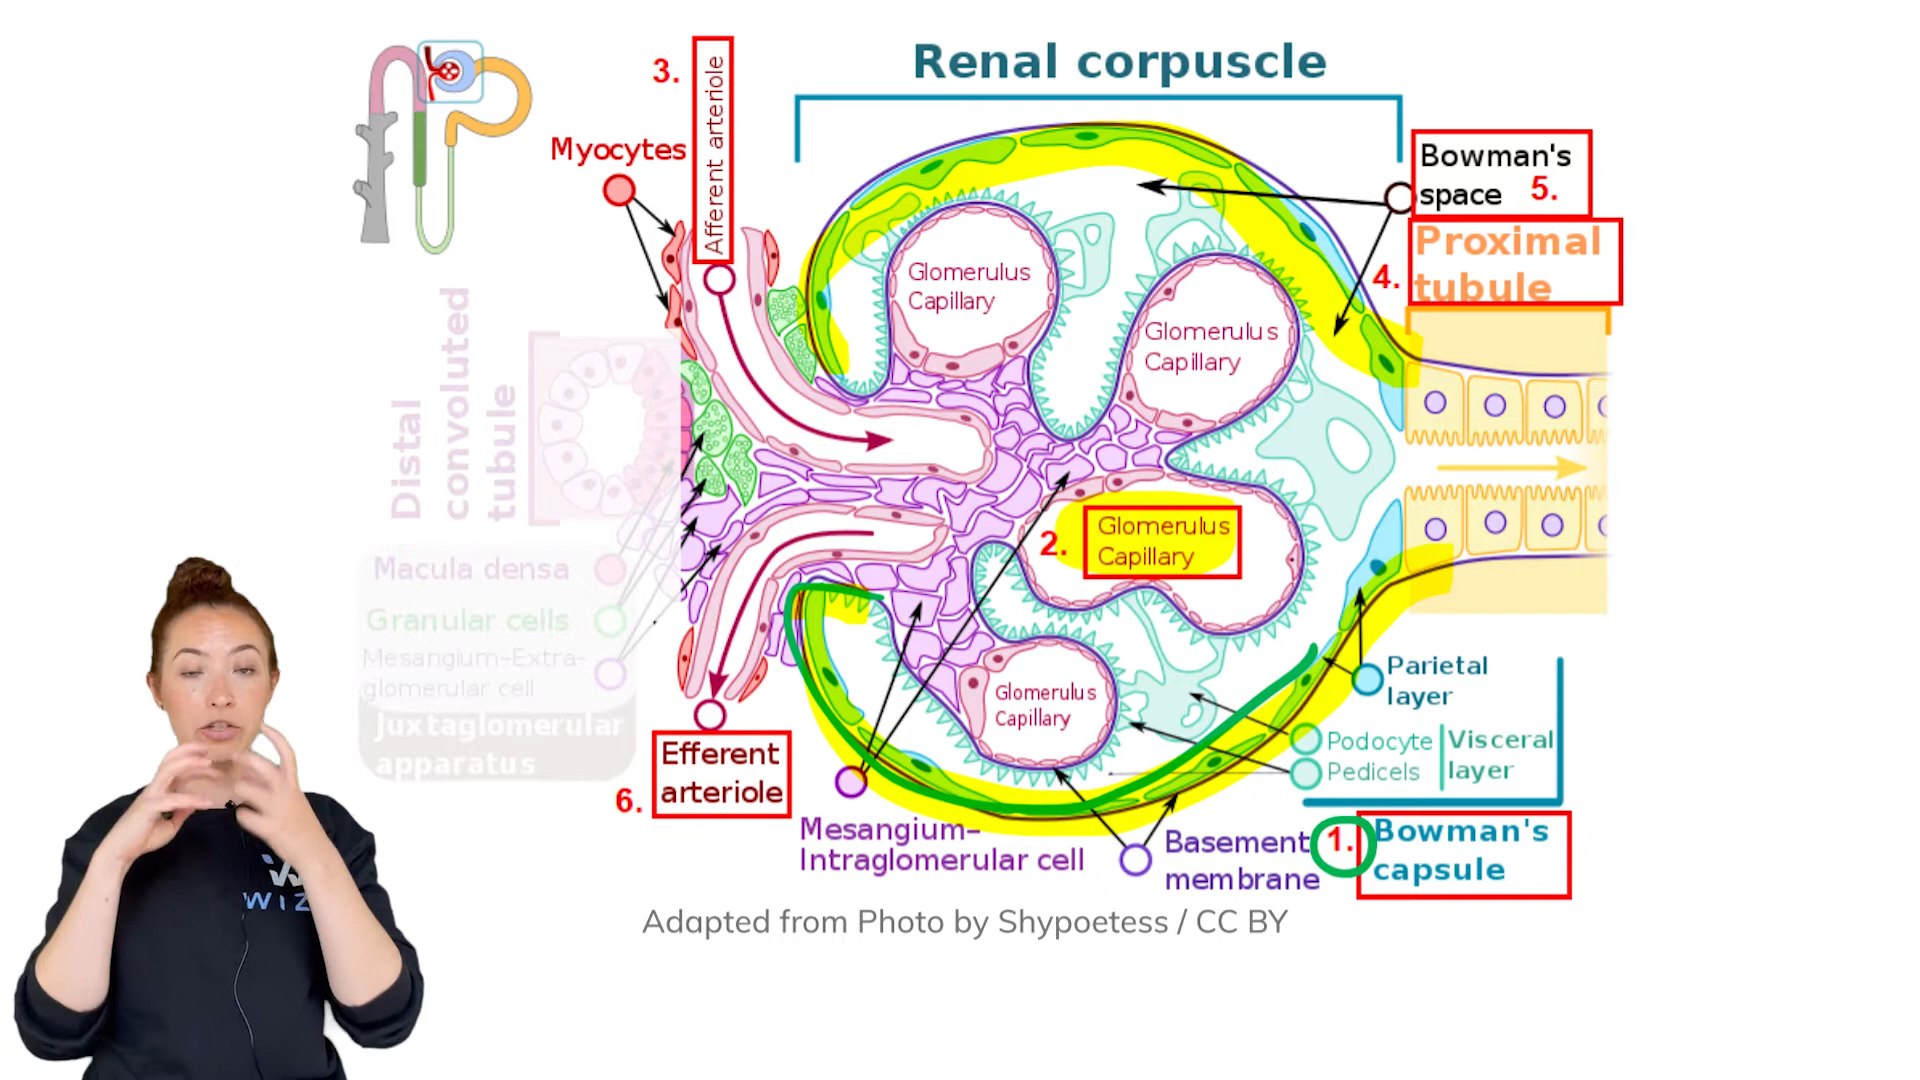 Renal corpuscle
3.
Afferent arteriole
Myocytes
Bowman's
space 5.
Proximal
tubule
4.
Glomerulus
Capillary
Glomerulus
Capillary
Distal
convoluted
tubule
2.
Glomerulus
Capillary
Macula densa
Granular cells
Mesangium-Extra-
glomerular cell
Juxtaglomerular
apparatus
Glomerulus
Capillary
Parietal
layer
Podocyte
Pedicels
Visceral
layer
Efferent
arteriole
6.
Mesangium-
Intraglomerular cell
Basement
membrane
1.
Bowman's
capsule
WIZ
Adapted from Photo by Shypoetess / CC BY